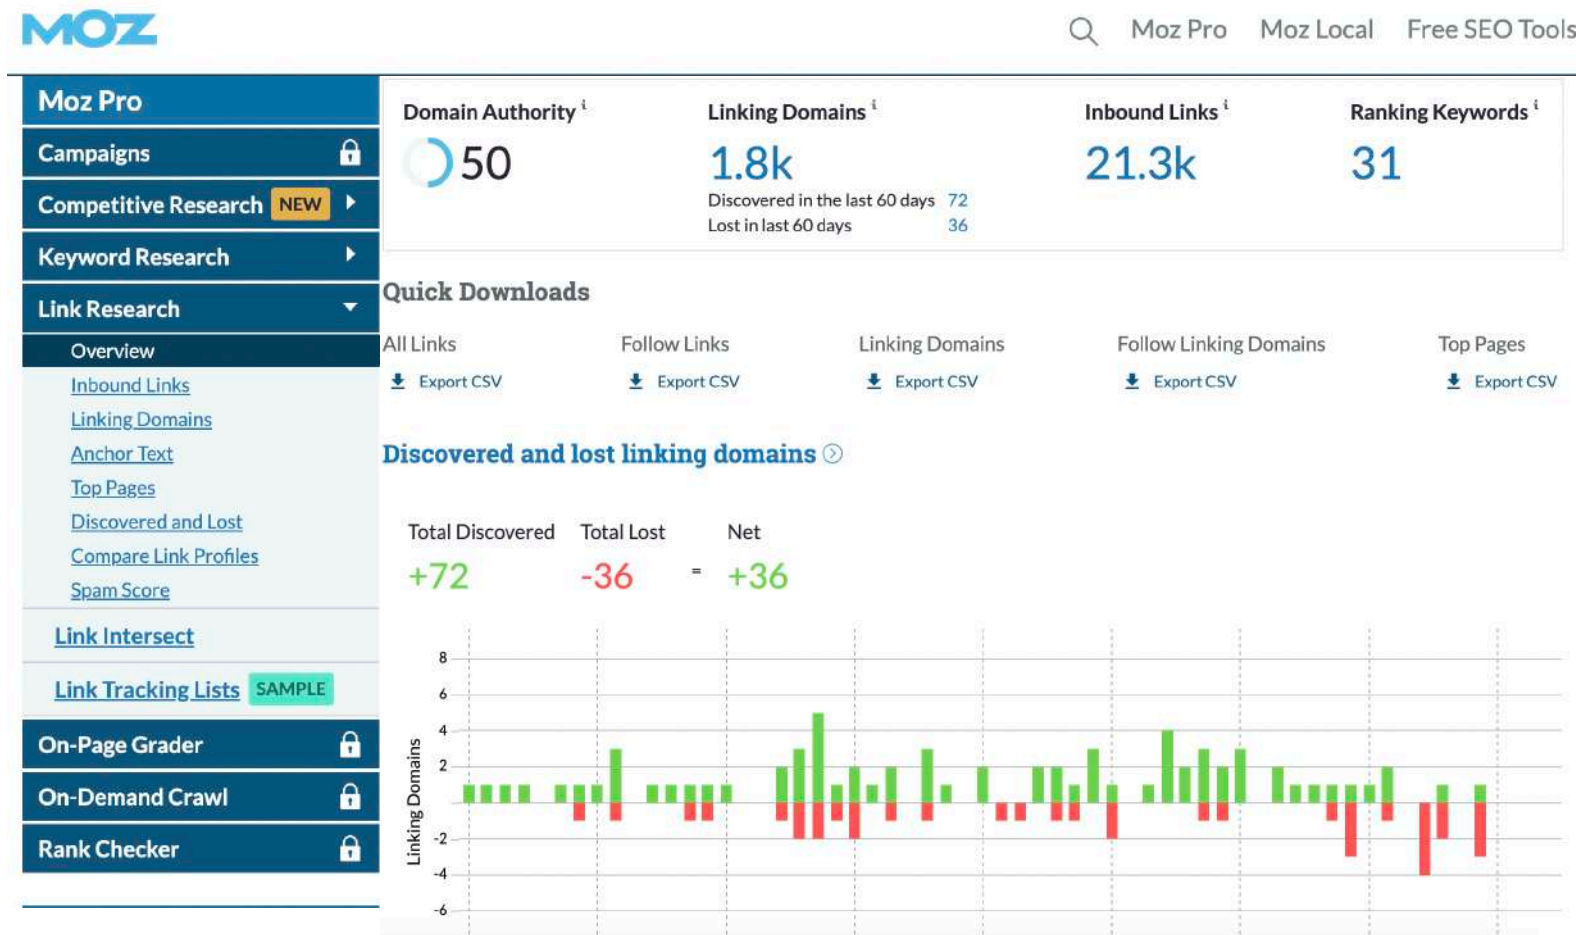 MOZ
Moz Pro Moz Local Free SEO Tools
Moz Pro
Campaigns
Competitive Research NEW
Keyword Research
Link Research
Overview
Inbound Links
Linking Domains
Anchor Text
Top Pages
Discovered and Lost
Compare Link Profiles
Spam Score
Link Intersect
Link Tracking Lists SAMPLE
On-Page Grader
On-Demand Crawl
Rank Checker
Domain Authority i Linking Domains i Inbound Links i Ranking Keywords i
50 1.8k 21.3k 31
Discovered in the last 60 days 72
Lost in last 60 days 36
Quick Downloads
All Links Follow Links Linking Domains Follow Linking Domains Top Pages
Export CSV Export CSV Export CSV Export CSV Export CSV
Discovered and lost linking domains
Total Discovered Total Lost Net
+72 -36 = +36
Linking Domains
8
6
4
2
-2
-4
-6